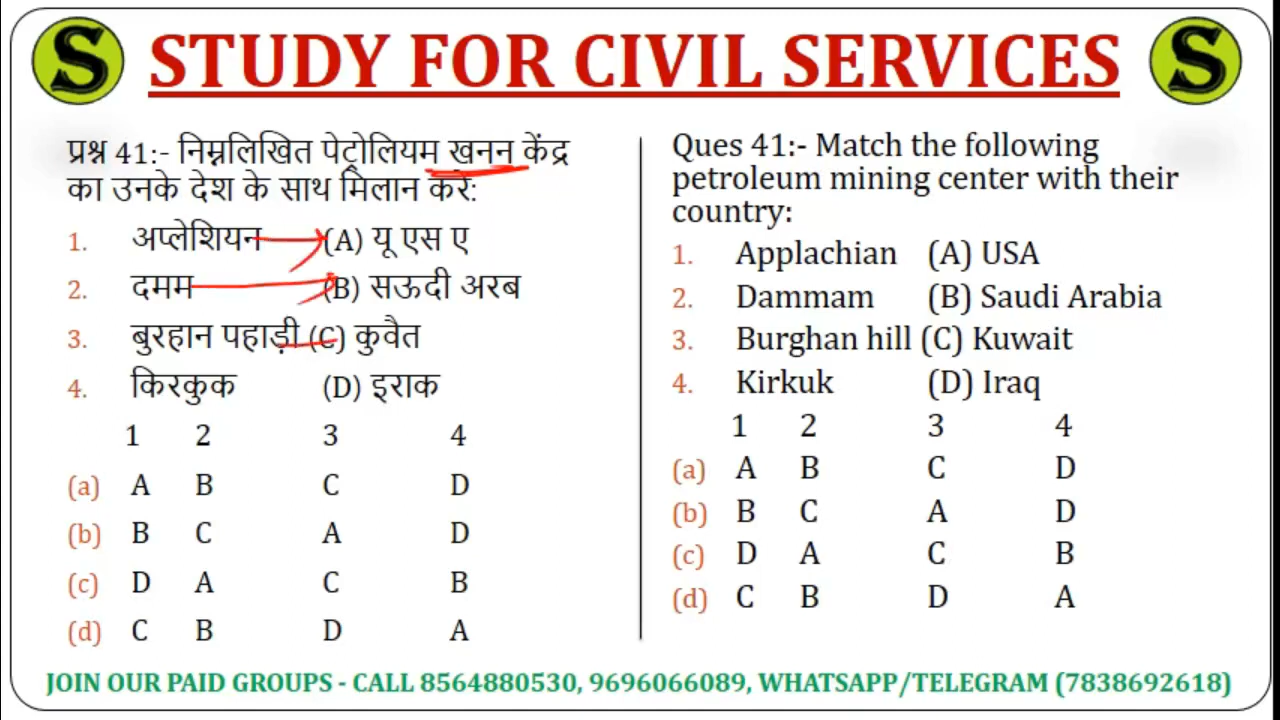 S STUDY FOR CIVIL SERVICES S
प्रश्न 41:- निम्नलिखित पेट्रोलियम खनन केंद्र
का उनके देश के साथ मिलान करें:
1. अप्लेशियन (A) यू एस ए
2. दमम (B) सऊदी अरब
3. बुरहान पहाड़ी (C) कुवैत
4. किरकुक (D) इराक
1 2 3 4
(a) A B C D
(b) B C A D
(c) D A C B
(d) C B D A
Ques 41:- Match the following
petroleum mining center with their
country:
1. Applachian (A) USA
2. Dammam (B) Saudi Arabia
3. Burghan hill (C) Kuwait
4. Kirkuk (D) Iraq
1 2 3 4
(a) A B C D
(b) B C A D
(c) D A C B
(d) C B D A
JOIN OUR PAID GROUPS - CALL 8564880530, 9696066089, WHATSAPP/TELEGRAM (7838692618)